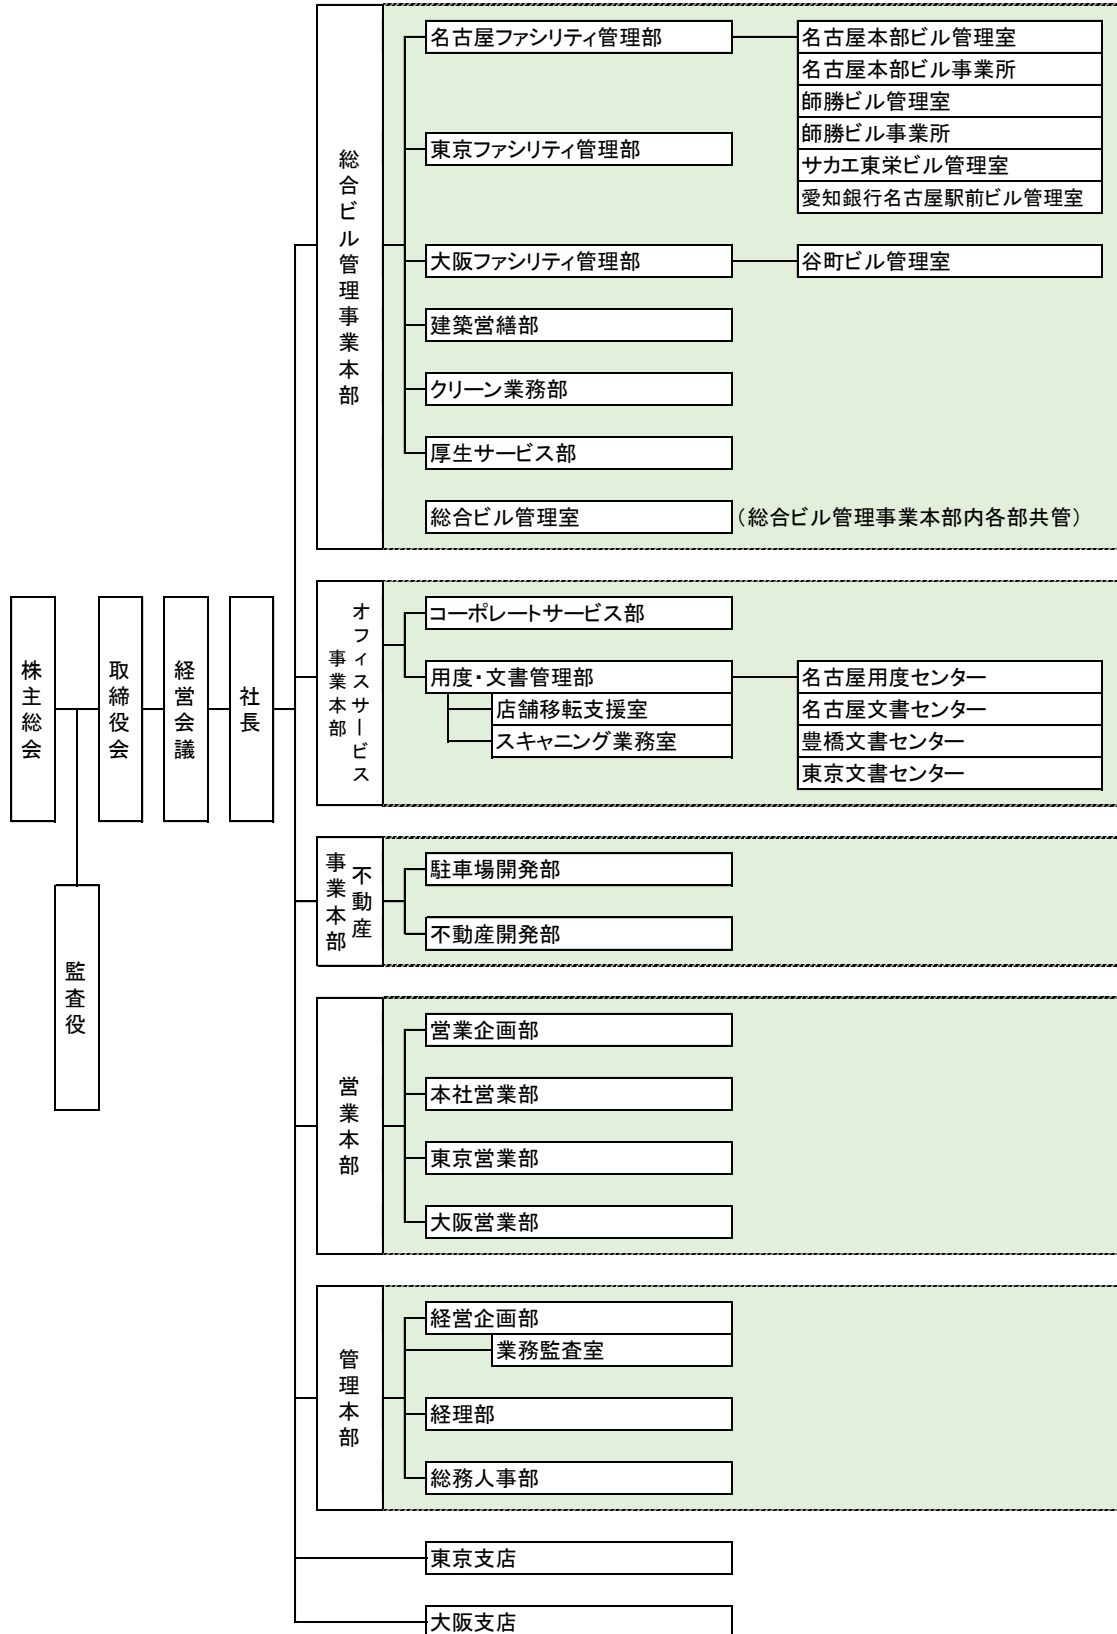 株主総会
取締役会
経営会議
社長
監査役
総合ビル管理事業本部
名古屋ファシリティ管理部
名古屋本部ビル管理室
名古屋本部ビル事業所
師勝ビル管理室
師勝ビル事業所
サカエ東栄ビル管理室
愛知銀行名古屋駅前ビル管理室
東京ファシリティ管理部
大阪ファシリティ管理部
谷町ビル管理室
建築営繕部
クリーン業務部
厚生サービス部
総合ビル管理室
（総合ビル管理事業本部内各部共管）
オフィスサービス
事業本部
コーポレートサービス部
用度・文書管理部
店舗移転支援室
スキャニング業務室
名古屋用度センター
名古屋文書センター
豊橋文書センター
東京文書センター
不動産
事業本部
駐車場開発部
不動産開発部
営業本部
営業企画部
本社営業部
東京営業部
大阪営業部
管理本部
経営企画部
業務監査室
経理部
総務人事部
東京支店
大阪支店